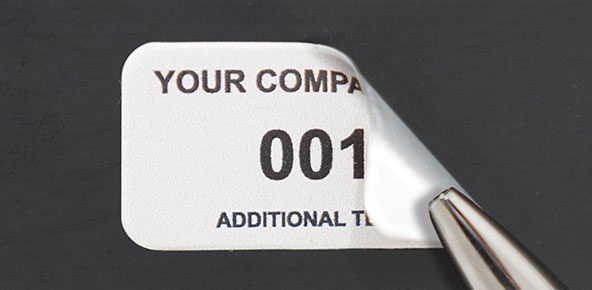 YOUR COMPA
001
ADDITIONAL TE